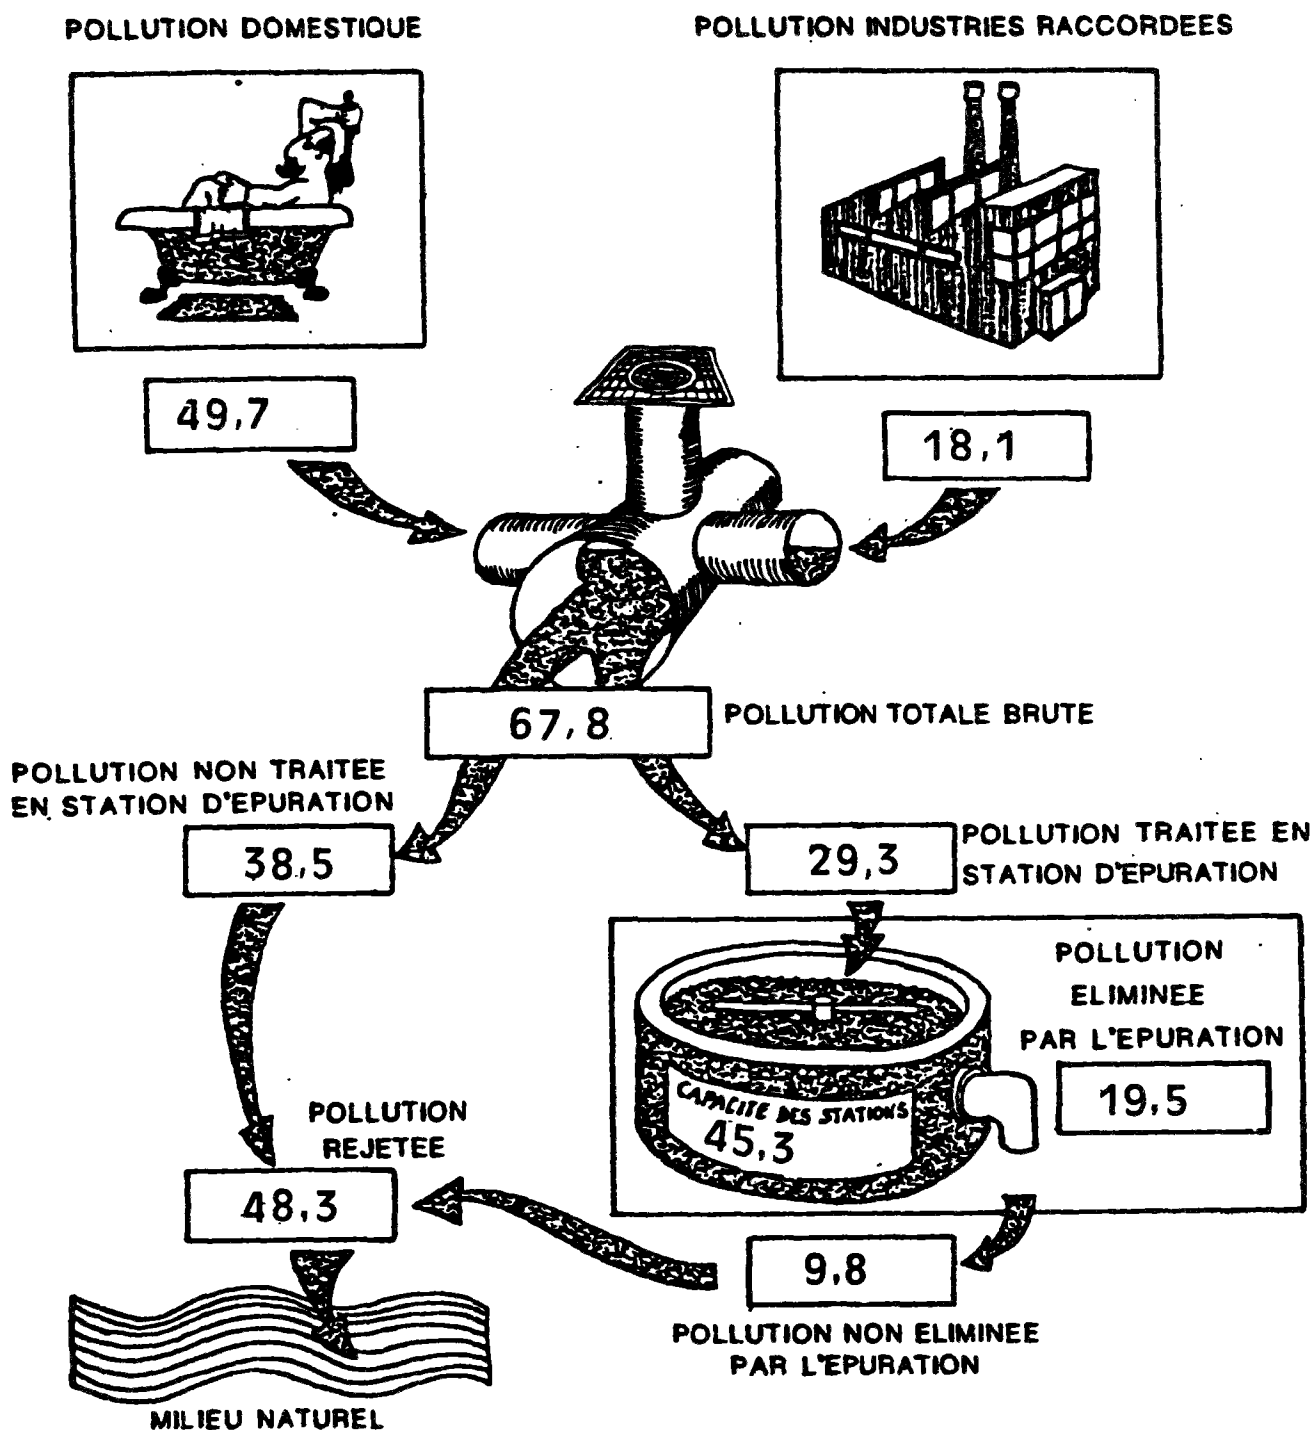 POLLUTION DOMESTIQUE
POLLUTION INDUSTRIES RACCORDEES
49,7
18,1
67,8
POLLUTION TOTALE BRUTE
POLLUTION NON TRAITEE
EN STATION D'EPURATION
38,5
29,3
POLLUTION TRAITEE EN
STATION D'EPURATION
POLLUTION
ELIMINEE
PAR L'EPURATION
19,5
CAPACITE DES STATIONS
45,3
POLLUTION
REJETEE
48,3
9,8
POLLUTION NON ELIMINEE
PAR L'EPURATION
MILIEU NATUREL